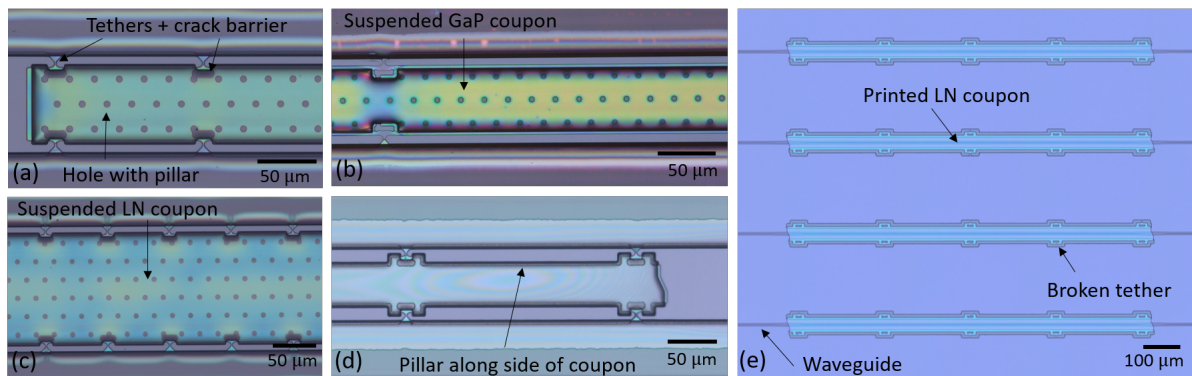 Tethers + crack barrier
50 µm
(a)
Hole with pillar
Suspended GaP coupon
50 µm
(b)
Suspended LN coupon
50 µm
(c)
50 µm
(d)
Pillar along side of coupon
Printed LN coupon
Broken tether
(e)
Waveguide
100 µm